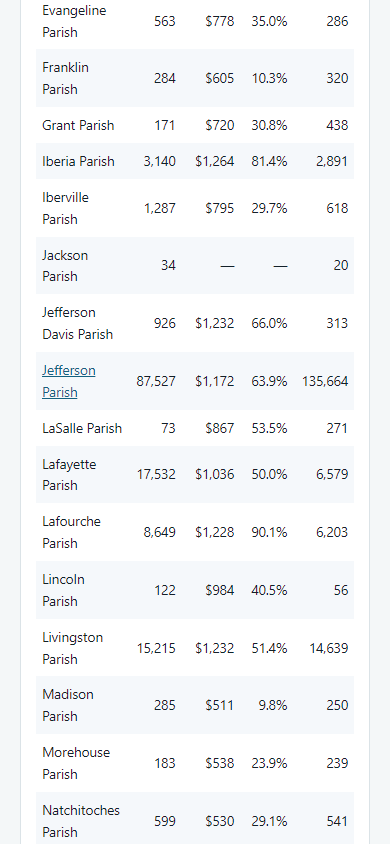 Evangeline
Parish 563 $778 35.0% 286
Franklin
Parish 284 $605 10.3% 320
Grant Parish 171 $720 30.8% 438
Iberia Parish 3,140 $1,264 81.4% 2,891
Iberville
Parish 1,287 $795 29.7% 618
Jackson
Parish 34 — — 20
Jefferson
Davis Parish 926 $1,232 66.0% 313
Jefferson
Parish 87,527 $1,172 63.9% 135,664
LaSalle Parish 73 $867 53.5% 271
Lafayette
Parish 17,532 $1,036 50.0% 6,579
Lafourche
Parish 8,649 $1,228 90.1% 6,203
Lincoln
Parish 122 $984 40.5% 56
Livingston
Parish 15,215 $1,232 51.4% 14,639
Madison
Parish 285 $511 9.8% 250
Morehouse
Parish 183 $538 23.9% 239
Natchitoches
Parish 599 $530 29.1% 541